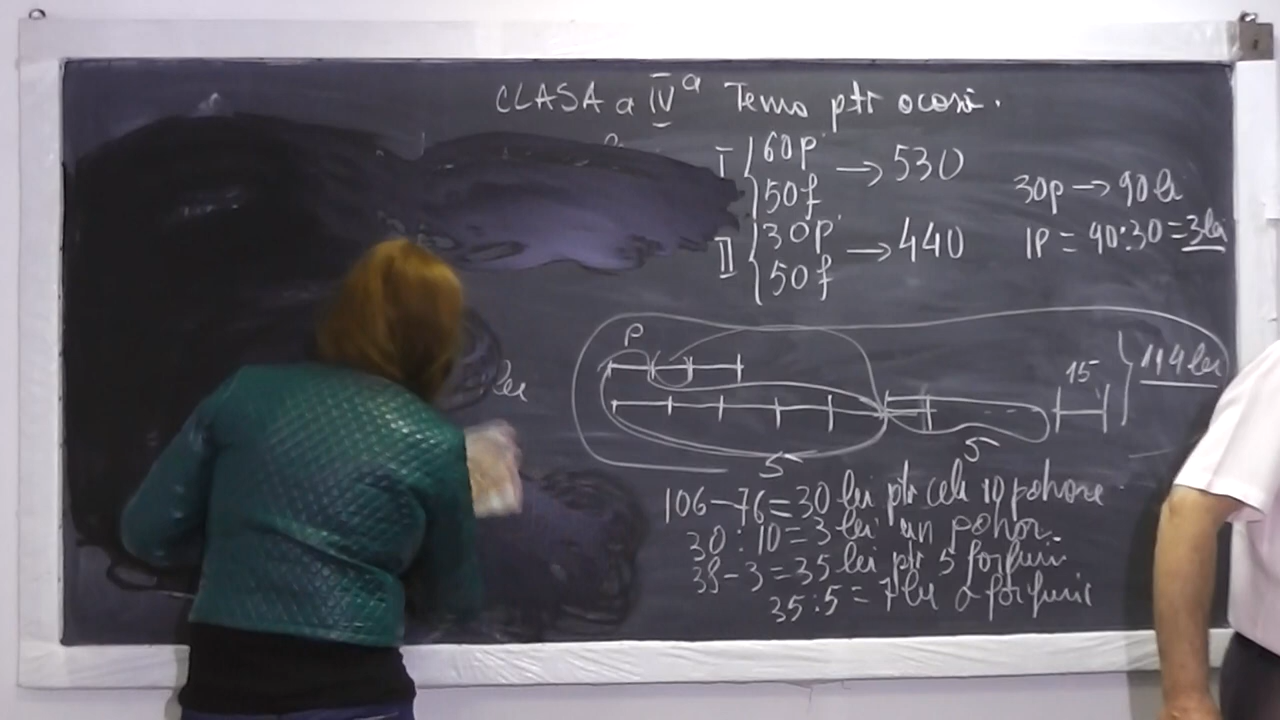 CLASA a IV a Tema ptr acasă.
I { 60p
50f → 530
II { 30p
50f → 440
30p → 90 lei
1p = 90:30 = 3 lei
P
15
114 lei
lei
5
5
106-76=30 lei ptr cele 10 pahare
30:10=3 lei un pahar.
38-3=35 lei ptr 5 farfurii
35:5=7 lei o farfurie